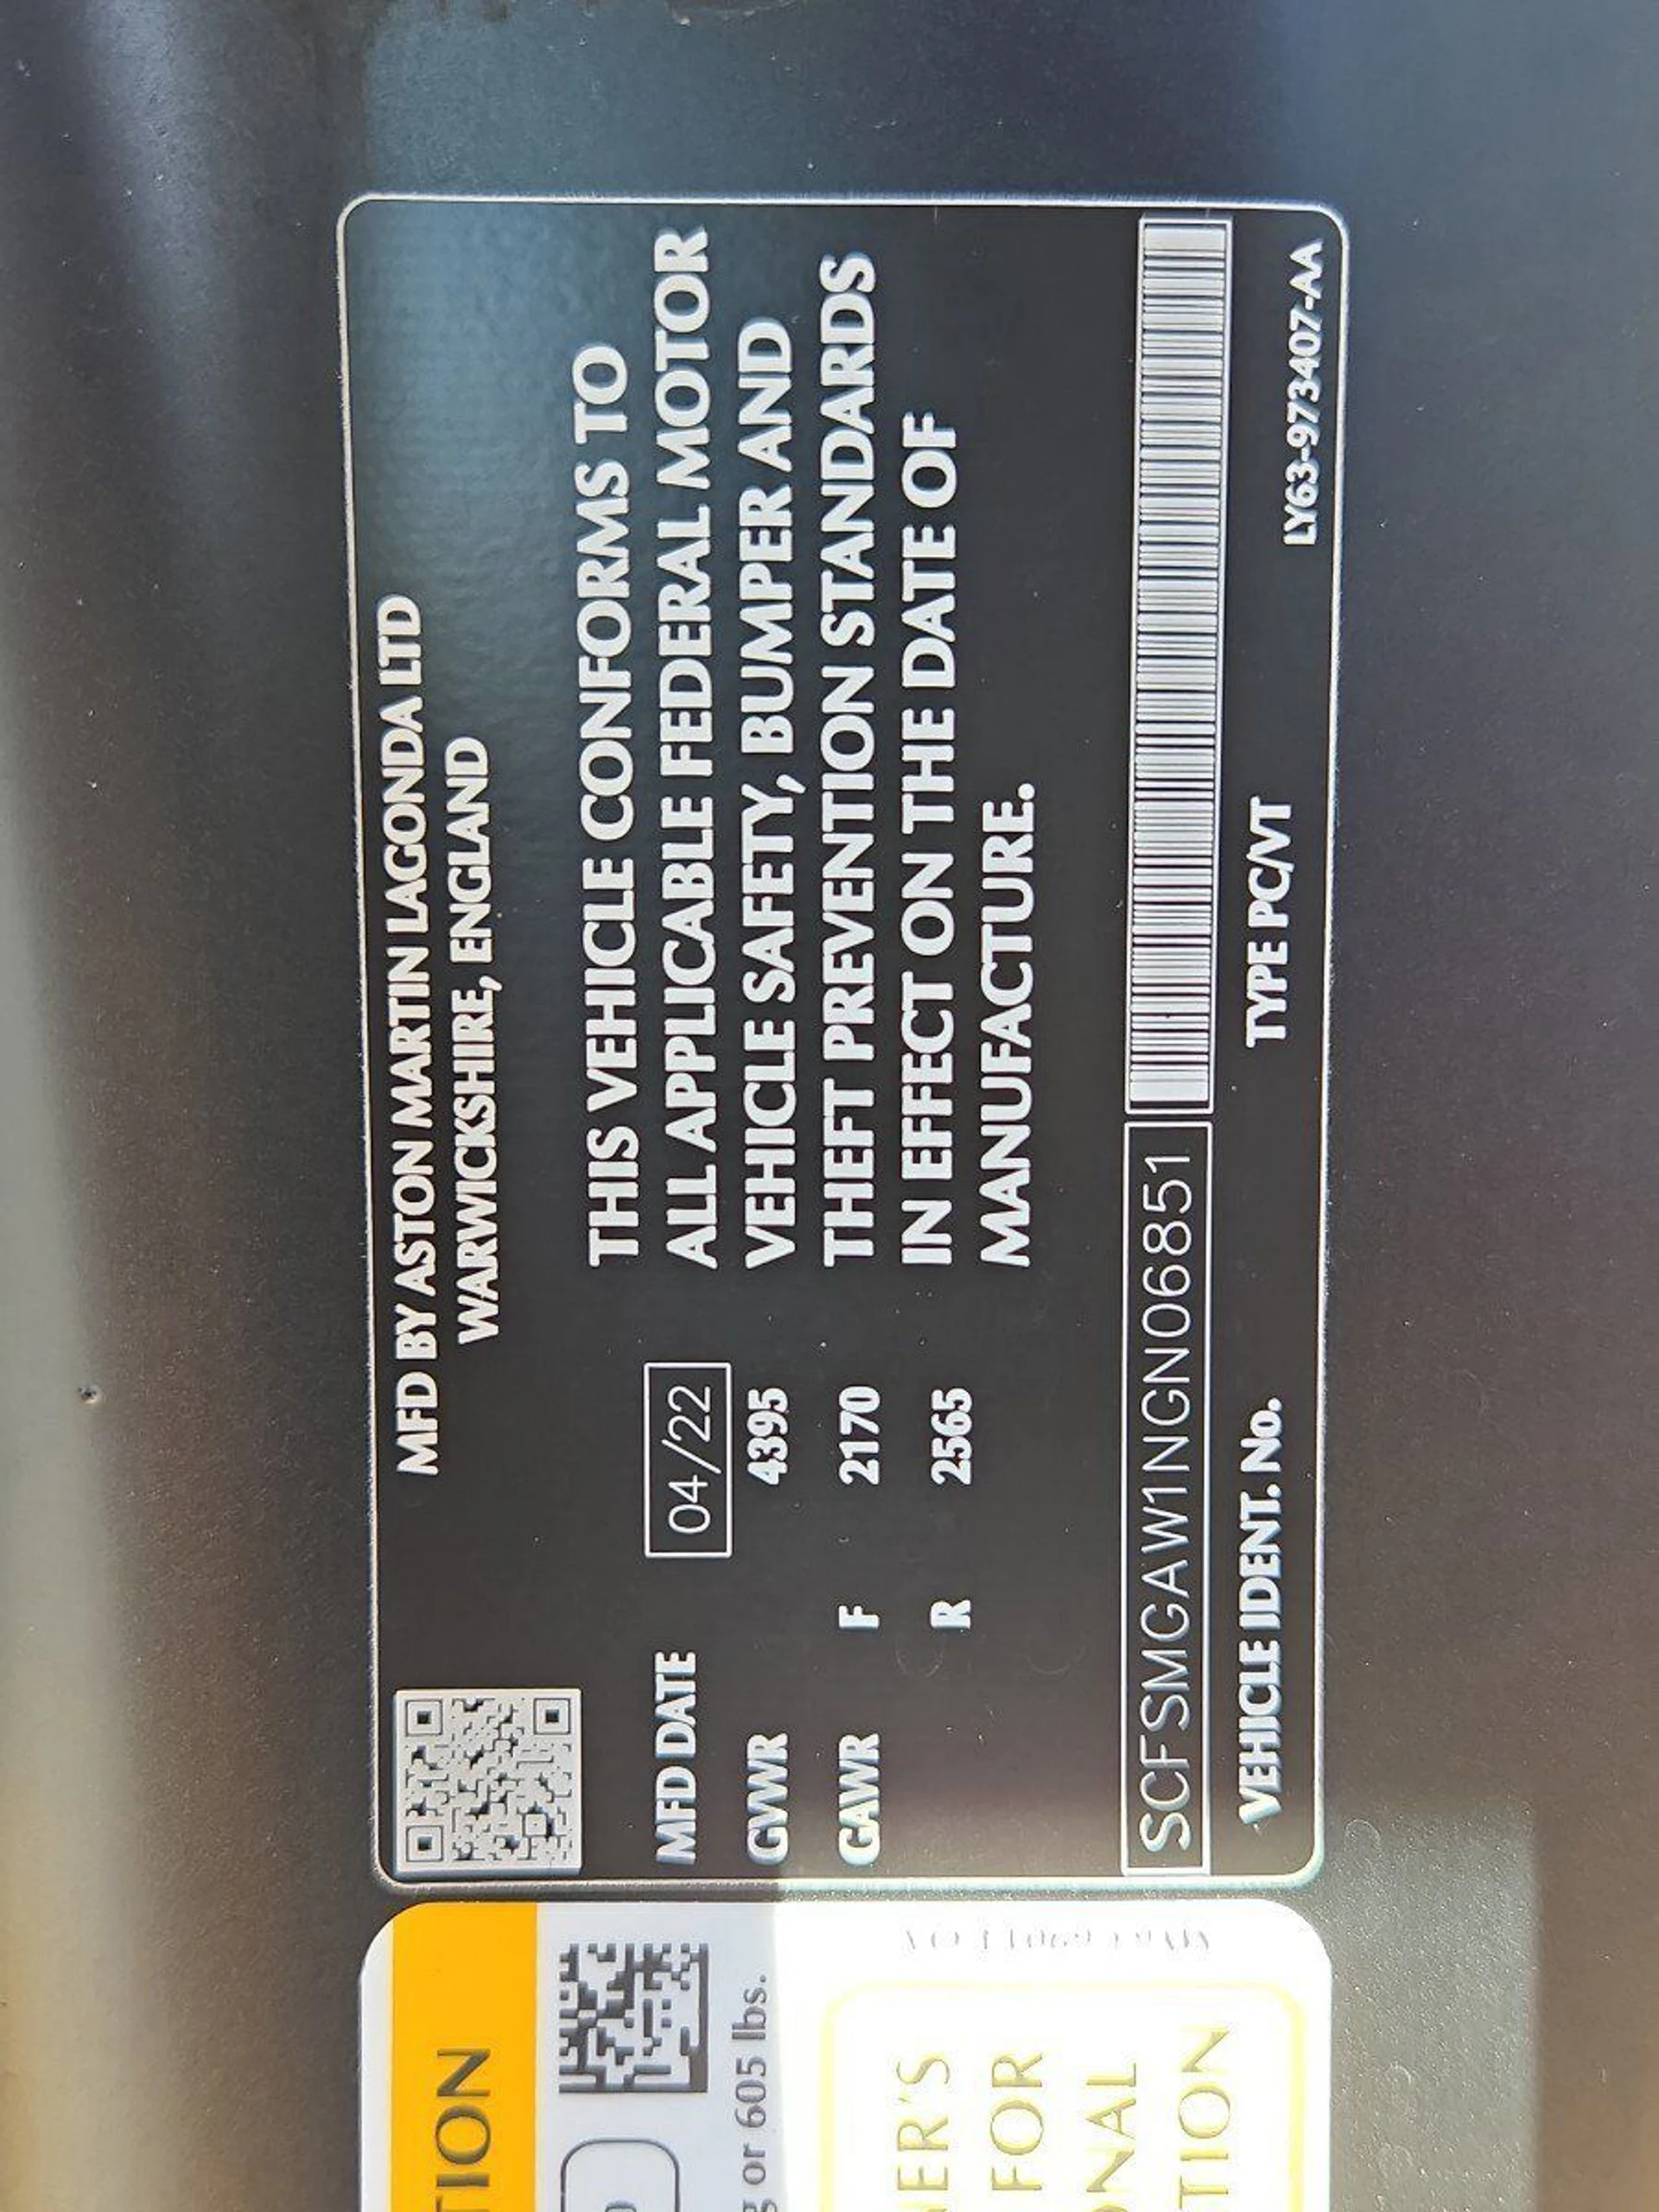 MFD BY ASTON MARTIN LAGONDA LTD
WARWICKSHIRE, ENGLAND
MFD DATE 04/22
GVWR 4395
GAWR F 2170
R 2565
THIS VEHICLE CONFORMS TO
ALL APPLICABLE FEDERAL MOTOR
VEHICLE SAFETY, BUMPER AND
THEFT PREVENTION STANDARDS
IN EFFECT ON THE DATE OF
MANUFACTURE.
SCFSMGAW1NGN06851
VEHICLE IDENT. No. TYPE PC/VT
LY63-973407-AA
TION
g or 605 lbs.
ER'S
FOR
ONAL
TION